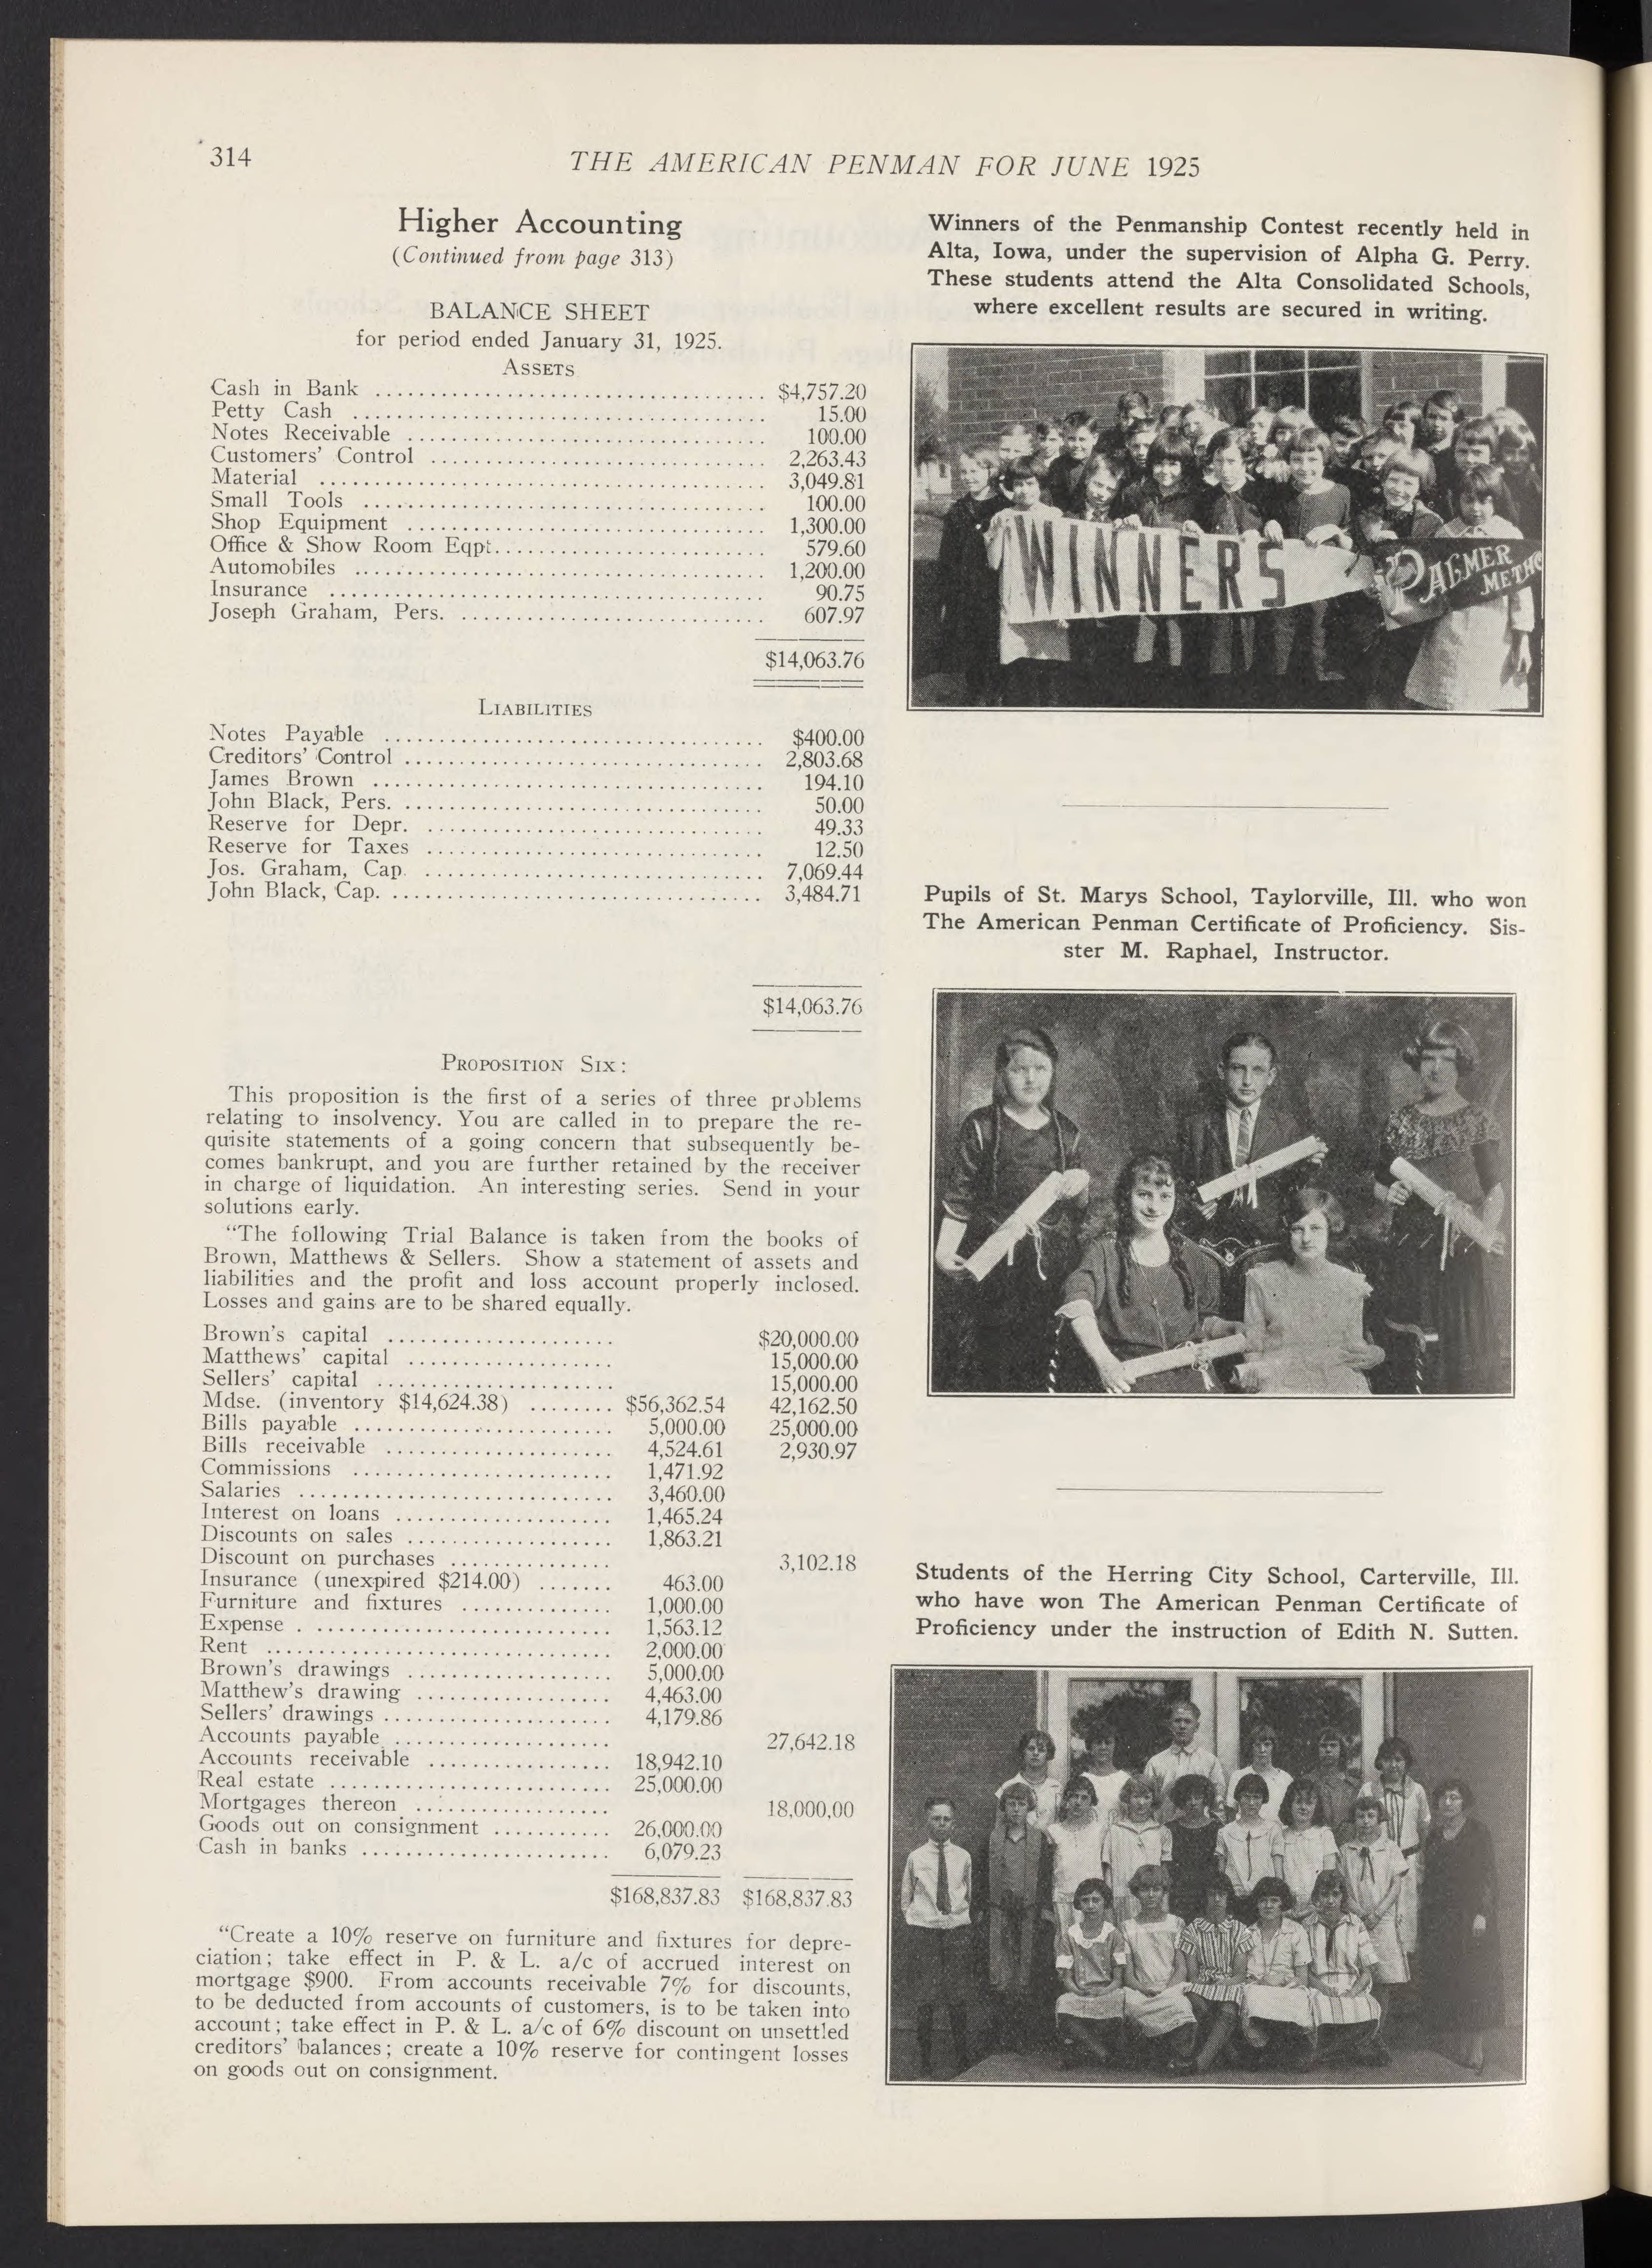 314
THE AMERICAN PENMAN FOR JUNE 1925
Higher Accounting
(Continued from page 313)
BALANCE SHEET
for period ended January 31, 1925.
ASSETS
Cash in Bank .................................... $4,757.20
Petty Cash ...................................... 15.00
Notes Receivable ................................. 100.00
Customers' Control ............................... 2,263.43
Material ......................................... 3,049.81
Small Tools ..................................... 100.00
Shop Equipment ................................. 1,300.00
Office & Show Room Eqpt......................... 579.60
Automobiles ...................................... 1,200.00
Insurance ........................................ 90.75
Joseph Graham, Pers. ............................ 607.97
$14,063.76
LIABILITIES
Notes Payable ................................... $400.00
Creditors' Control ................................. 2,803.68
James Brown .................................... 194.10
John Black, Pers. ................................. 50.00
Reserve for Depr. ............................... 49.33
Reserve for Taxes ............................... 12.50
Jos. Graham, Cap. ............................... 7,069.44
John Black, Cap. .................................. 3,484.71
$14,063.76
PROPOSITION SIX:
This proposition is the first of a series of three problems
relating to insolvency. You are called in to prepare the re-
quisite statements of a going concern that subsequently be-
comes bankrupt, and you are further retained by the receiver
in charge of liquidation. An interesting series. Send in your
solutions early.
"The following Trial Balance is taken from the books of
Brown, Matthews & Sellers. Show a statement of assets and
liabilities and the profit and loss account properly inclosed.
Losses and gains are to be shared equally.
Brown's capital ..................... $20,000.00
Matthews' capital ................... 15,000.00
Sellers' capital ...................... 15,000.00
Mdse. (inventory $14,624.38) ........ $56,362.54 42,162.50
Bills payable ........................ 5,000.00 25,000.00
Bills receivable ..................... 4,524.61 2,930.97
Commissions ........................ 1,471.92
Salaries ............................. 3,460.00
Interest on loans .................... 1,465.24
Discounts on sales ................... 1,863.21
Discount on purchases ............... 3,102.18
Insurance (unexpired $214.00) ....... 463.00
Furniture and fixtures .............. 1,000.00
Expense . ........................... 1,563.12
Rent ................................ 2,000.00
Brown's drawings ................... 5,000.00
Matthew's drawing .................. 4,463.00
Sellers' drawings ..................... 4,179.86
Accounts payable .................... 27,642.18
Accounts receivable ................. 18,942.10
Real estate .......................... 25,000.00
Mortgages thereon .................. 18,000,00
Goods out on consignment ........... 26,000.00
Cash in banks ....................... 6,079.23
$168,837.83 $168,837.83
"Create a 10% reserve on furniture and fixtures for depre-
ciation; take effect in P. & L. a/c of accrued interest on
mortgage $900. From accounts receivable 7% for discounts,
to be deducted from accounts of customers, is to be taken into
account; take effect in P. & L. a/c of 6% discount on unsettled
creditors' balances; create a 10% reserve for contingent losses
on goods out on consignment.
Winners of the Penmanship Contest recently held in
Alta, Iowa, under the supervision of Alpha G. Perry.
These students attend the Alta Consolidated Schools,
where excellent results are secured in writing.
WINNERS
PALMER
METHO
Pupils of St. Marys School, Taylorville, Ill. who won
The American Penman Certificate of Proficiency. Sis-
ster M. Raphael, Instructor.
Students of the Herring City School, Carterville, Ill.
who have won The American Penman Certificate of
Proficiency under the instruction of Edith N. Sutten.